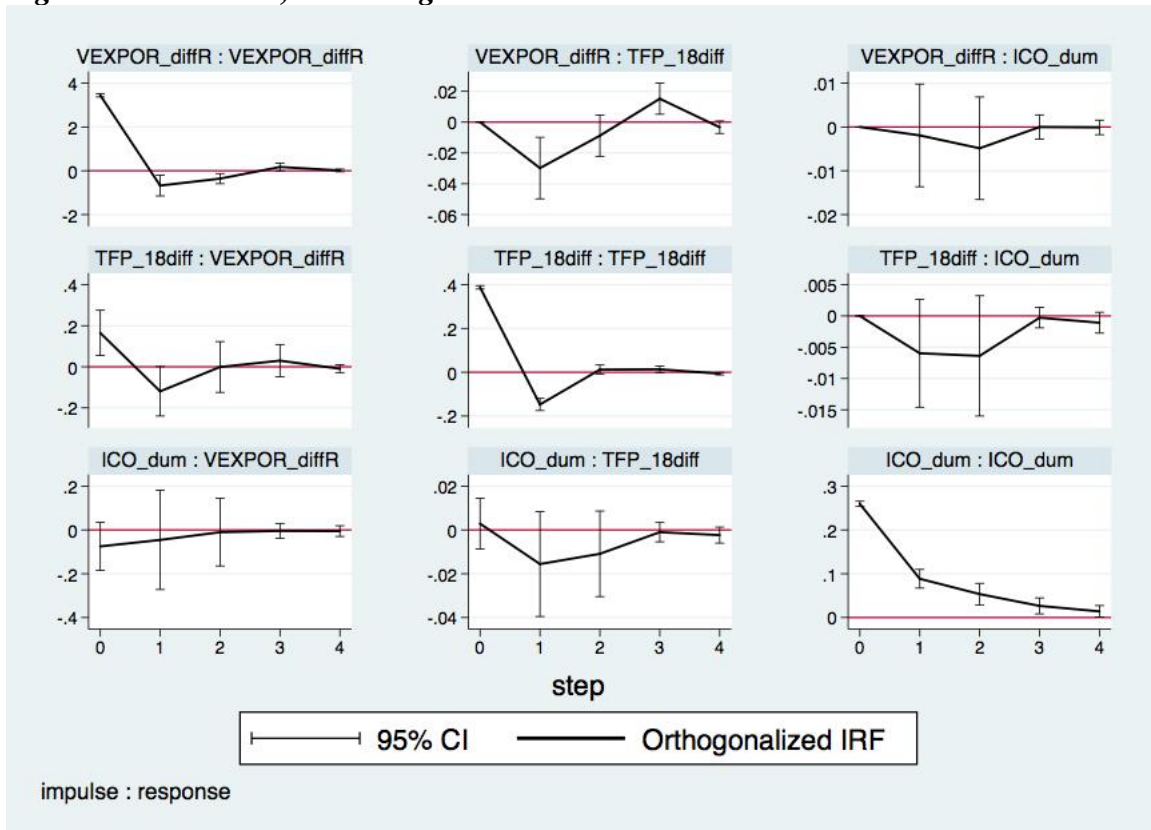 VEXPOR_diffR : VEXPOR_diffR
VEXPOR_diffR : TFP_18diff
VEXPOR_diffR : ICO_dum
4
2
0
-2
.02
0
-.02
-.04
-.06
.01
0
-.01
-.02
TFP_18diff : VEXPOR_diffR
TFP_18diff : TFP_18diff
TFP_18diff : ICO_dum
.4
.2
0
-.2
.4
.2
0
-.2
.005
0
-.005
-.01
-.015
ICO_dum : VEXPOR_diffR
ICO_dum : TFP_18diff
ICO_dum : ICO_dum
.2
0
-.2
-.4
.02
0
-.02
-.04
.3
.2
.1
0
0 1 2 3 4
0 1 2 3 4
0 1 2 3 4
step
95% CI
Orthogonalized IRF
impulse : response